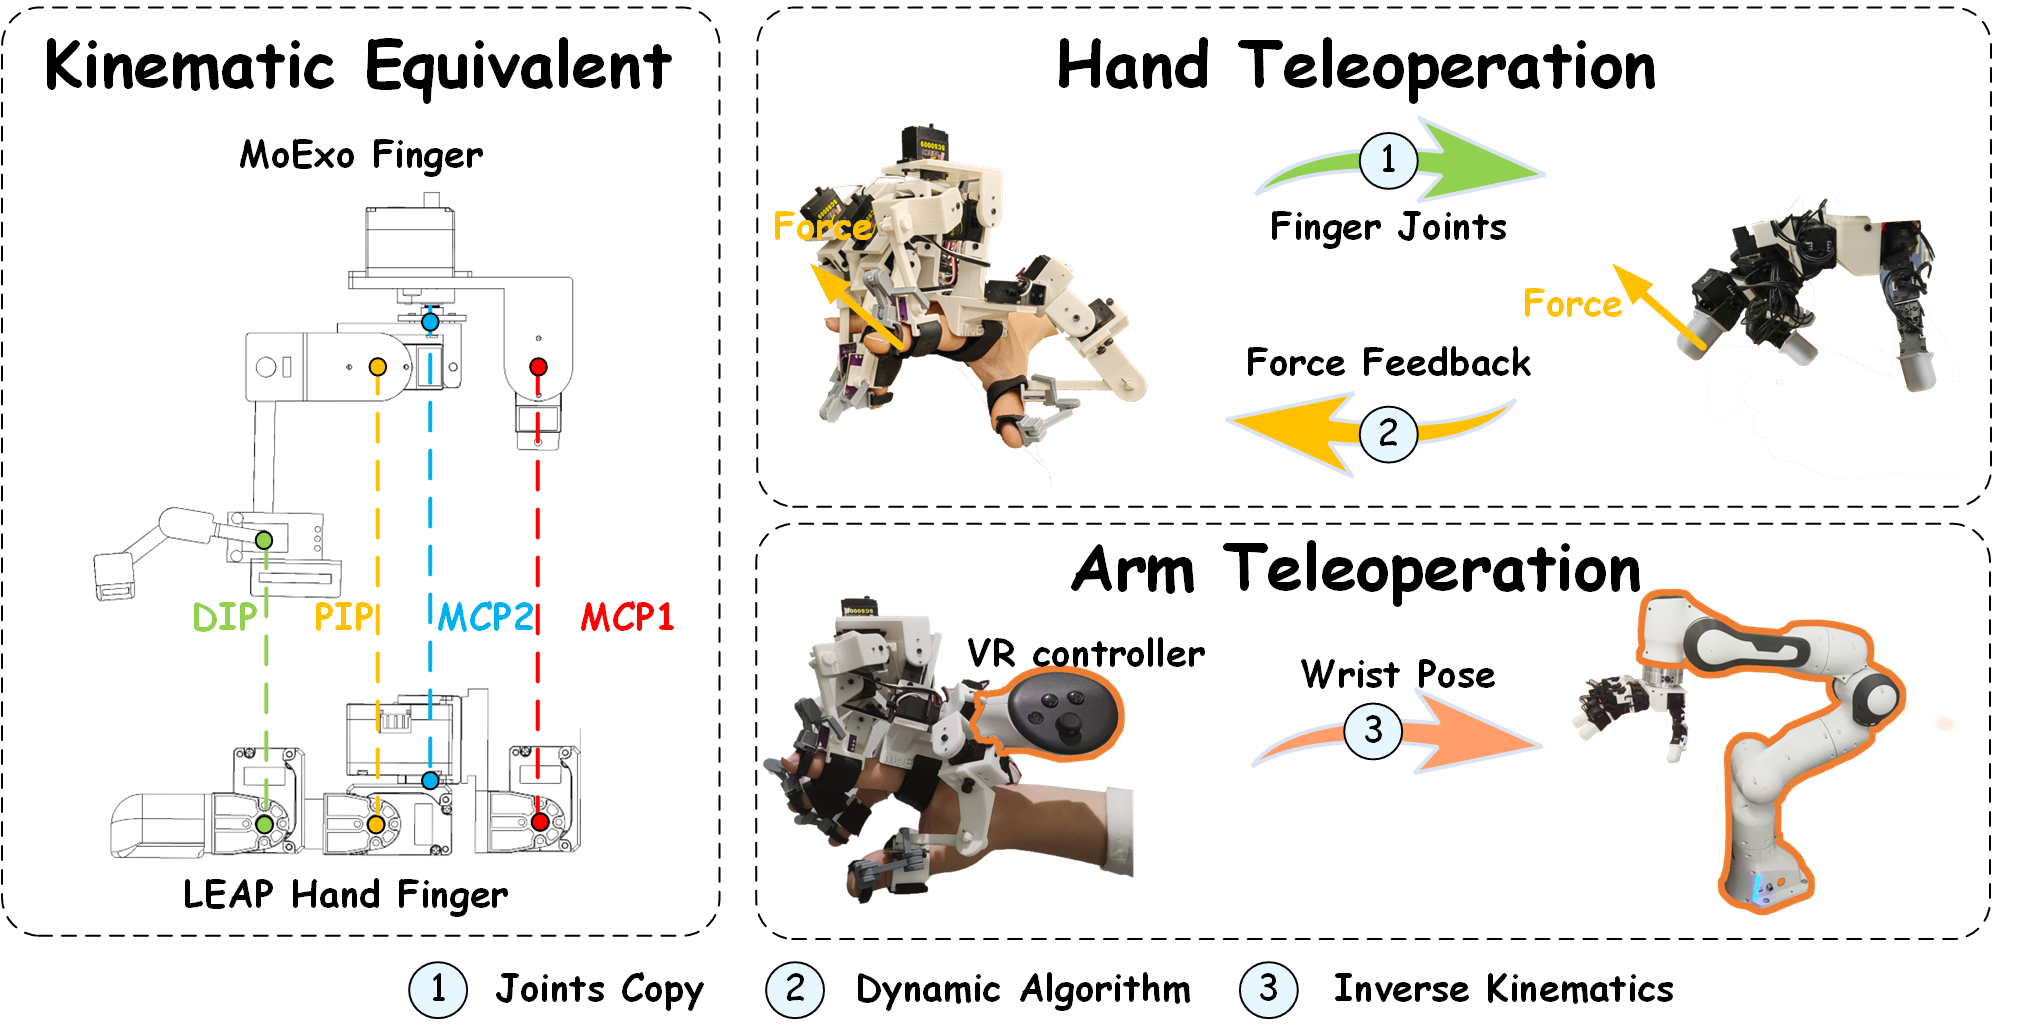 Kinematic Equivalent
MoExo Finger
DIP
PIP
MCP2
MCP1
LEAP Hand Finger
Hand Teleoperation
SCS0009
Force
1
Finger Joints
Force
Force Feedback
2
Arm Teleoperation
VR controller
Wrist Pose
3
1 Joints Copy
2 Dynamic Algorithm
3 Inverse Kinematics